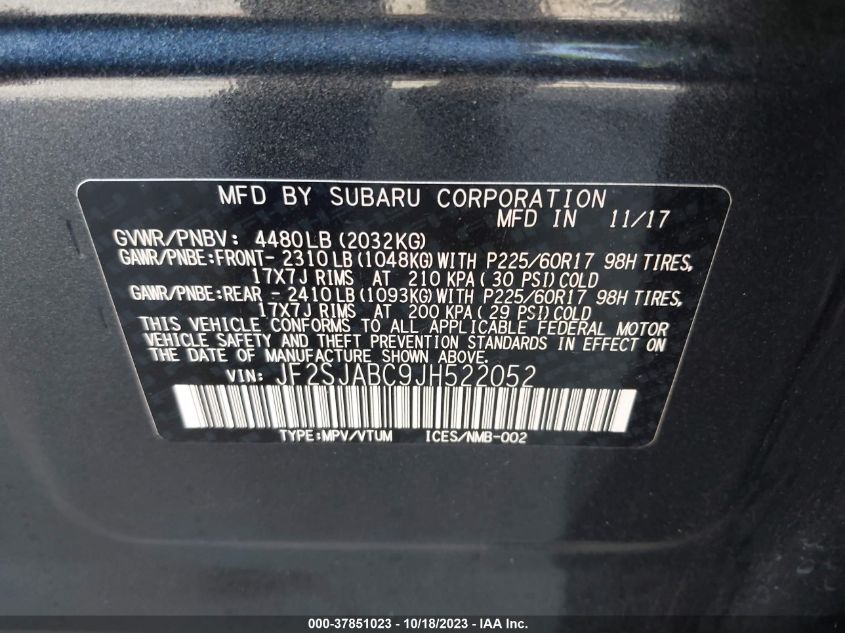 MFD BY SUBARU CORPORATION
MFD IN 11/17
GVWR/PNBV: 4480LB(2032KG)
GAWR/PNBE:FRONT- 2310LB(1048KG)WITH P225/60R17 98H TIRES,
17X7J RIMS AT 210 KPA( 30 PSI)COLD
GAWR/PNBE:REAR - 2410LB(1093KG)WITH P225/60R17 98H TIRES,
17X7J RIMS AT 200 KPA( 29 PSI)COLD
THIS VEHICLE CONFORMS TO ALL APPLICABLE FEDERAL MOTOR
VEHICLE SAFETY AND THEFT PREVENTION STANDARDS IN EFFECT ON
THE DATE OF MANUFACTURE SHOWN ABOVE.
VIN: JF2SJABC9JH522052
TYPE:MPV/VTUM ICES/NMB-002
000-37851023 - 10/18/2023 - IAA Inc.